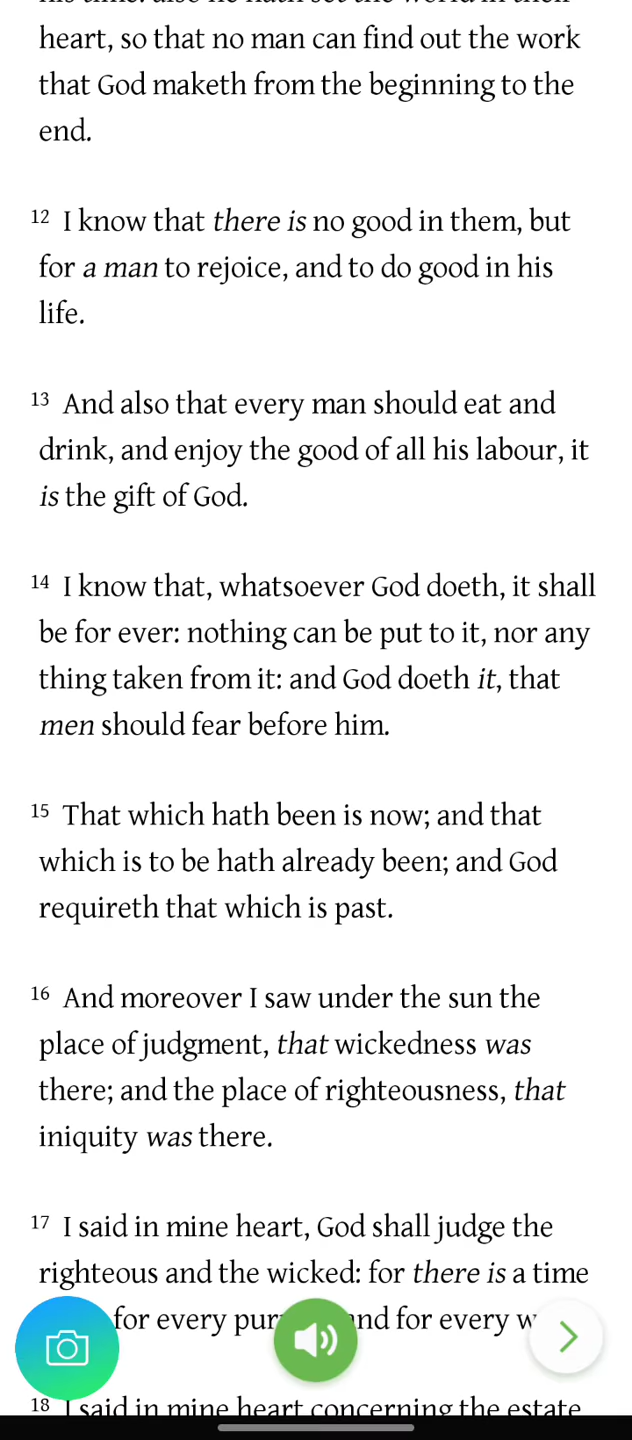 heart, so that no man can find out the work
that God maketh from the beginning to the
end.
12 I know that there is no good in them, but
for a man to rejoice, and to do good in his
life.
13 And also that every man should eat and
drink, and enjoy the good of all his labour, it
is the gift of God.
14 I know that, whatsoever God doeth, it shall
be for ever: nothing can be put to it, nor any
thing taken from it: and God doeth it, that
men should fear before him.
15 That which hath been is now; and that
which is to be hath already been; and God
requireth that which is past.
16 And moreover I saw under the sun the
place of judgment, that wickedness was
there; and the place of righteousness, that
iniquity was there.
17 I said in mine heart, God shall judge the
righteous and the wicked: for there is a time
for every and for every
18 I said in mine heart concerning the estate